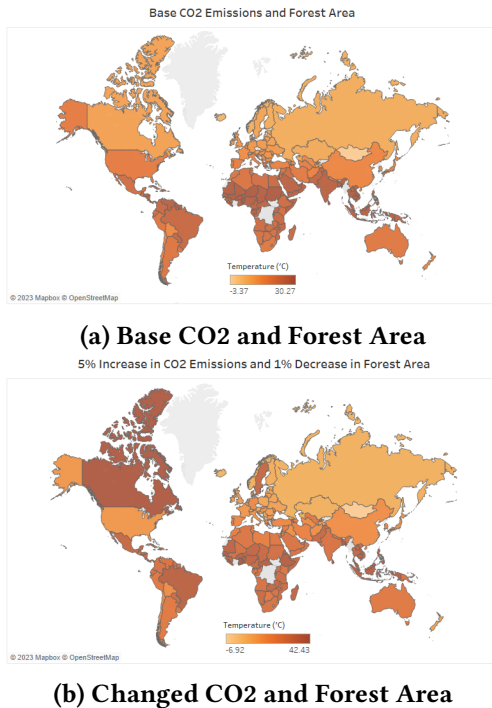 Base CO2 Emissions and Forest Area
Temperature (°C)
-3.37 30.27
© 2023 Mapbox © OpenStreetMap
(a) Base CO2 and Forest Area
5% Increase in CO2 Emissions and 1% Decrease in Forest Area
Temperature (°C)
-6.92 42.43
© 2023 Mapbox © OpenStreetMap
(b) Changed CO2 and Forest Area